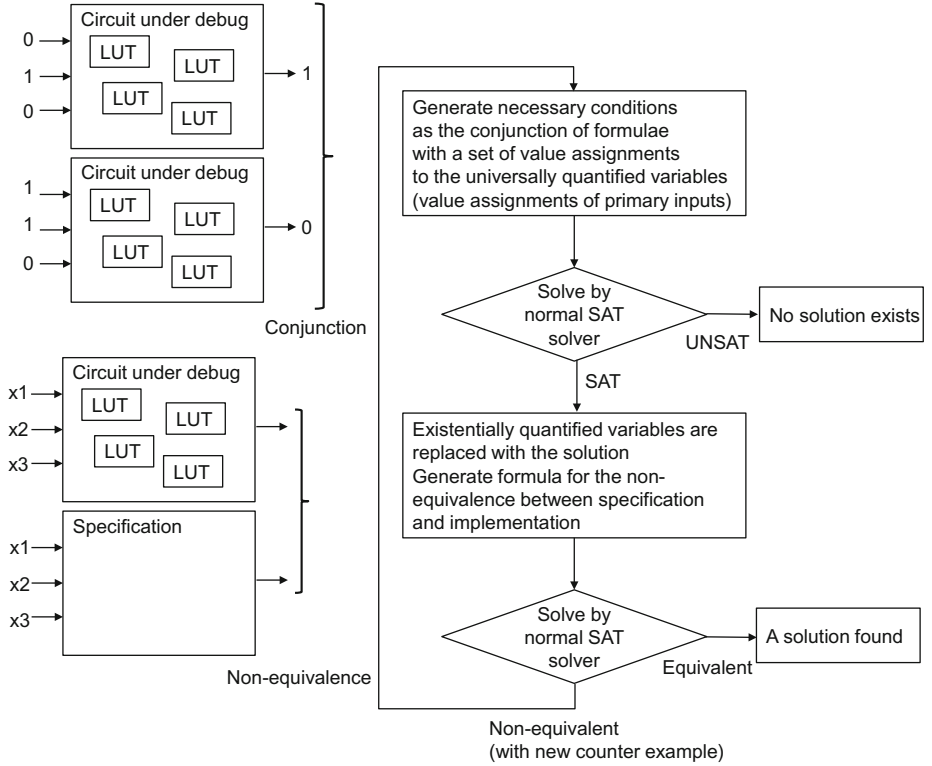 Circuit under debug
0
1
0
LUT
LUT
LUT
LUT
1
Circuit under debug
1
1
0
LUT
LUT
LUT
LUT
0
Conjunction
Circuit under debug
x1
x2
x3
LUT
LUT
LUT
LUT
Specification
x1
x2
x3
Non-equivalence
Generate necessary conditions
as the conjunction of formulae
with a set of value assignments
to the universally quantified variables
(value assignments of primary inputs)
Solve by
normal SAT
solver
UNSAT
No solution exists
SAT
Existentially quantified variables are
replaced with the solution
Generate formula for the non-
equivalence between specification
and implementation
Solve by
normal SAT
solver
Equivalent
A solution found
Non-equivalent
(with new counter example)